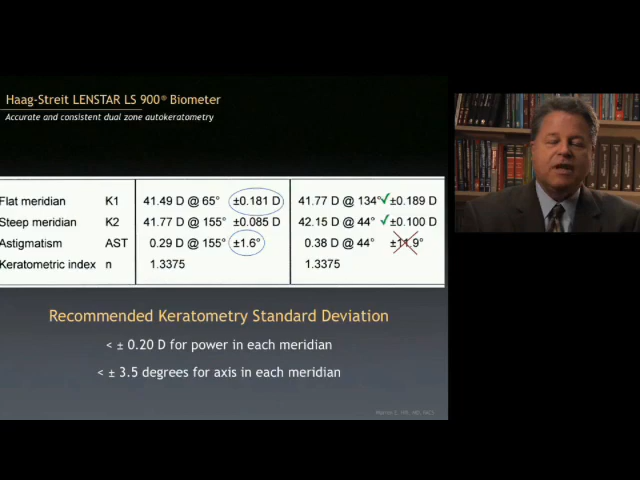 Haag-Streit LENSTAR LS 900® Biometer
Accurate and consistent dual zone autokeratometry
Flat meridian K1 41.49 D @ 65° ±0.181 D 41.77 D @ 134° ±0.189 D
Steep meridian K2 41.77 D @ 155° ±0.085 D 42.15 D @ 44° ±0.100 D
Astigmatism AST 0.29 D @ 155° ±1.6° 0.38 D @ 44° ±11.9°
Keratometric index n 1.3375 1.3375
Recommended Keratometry Standard Deviation
< ± 0.20 D for power in each meridian
< ± 3.5 degrees for axis in each meridian